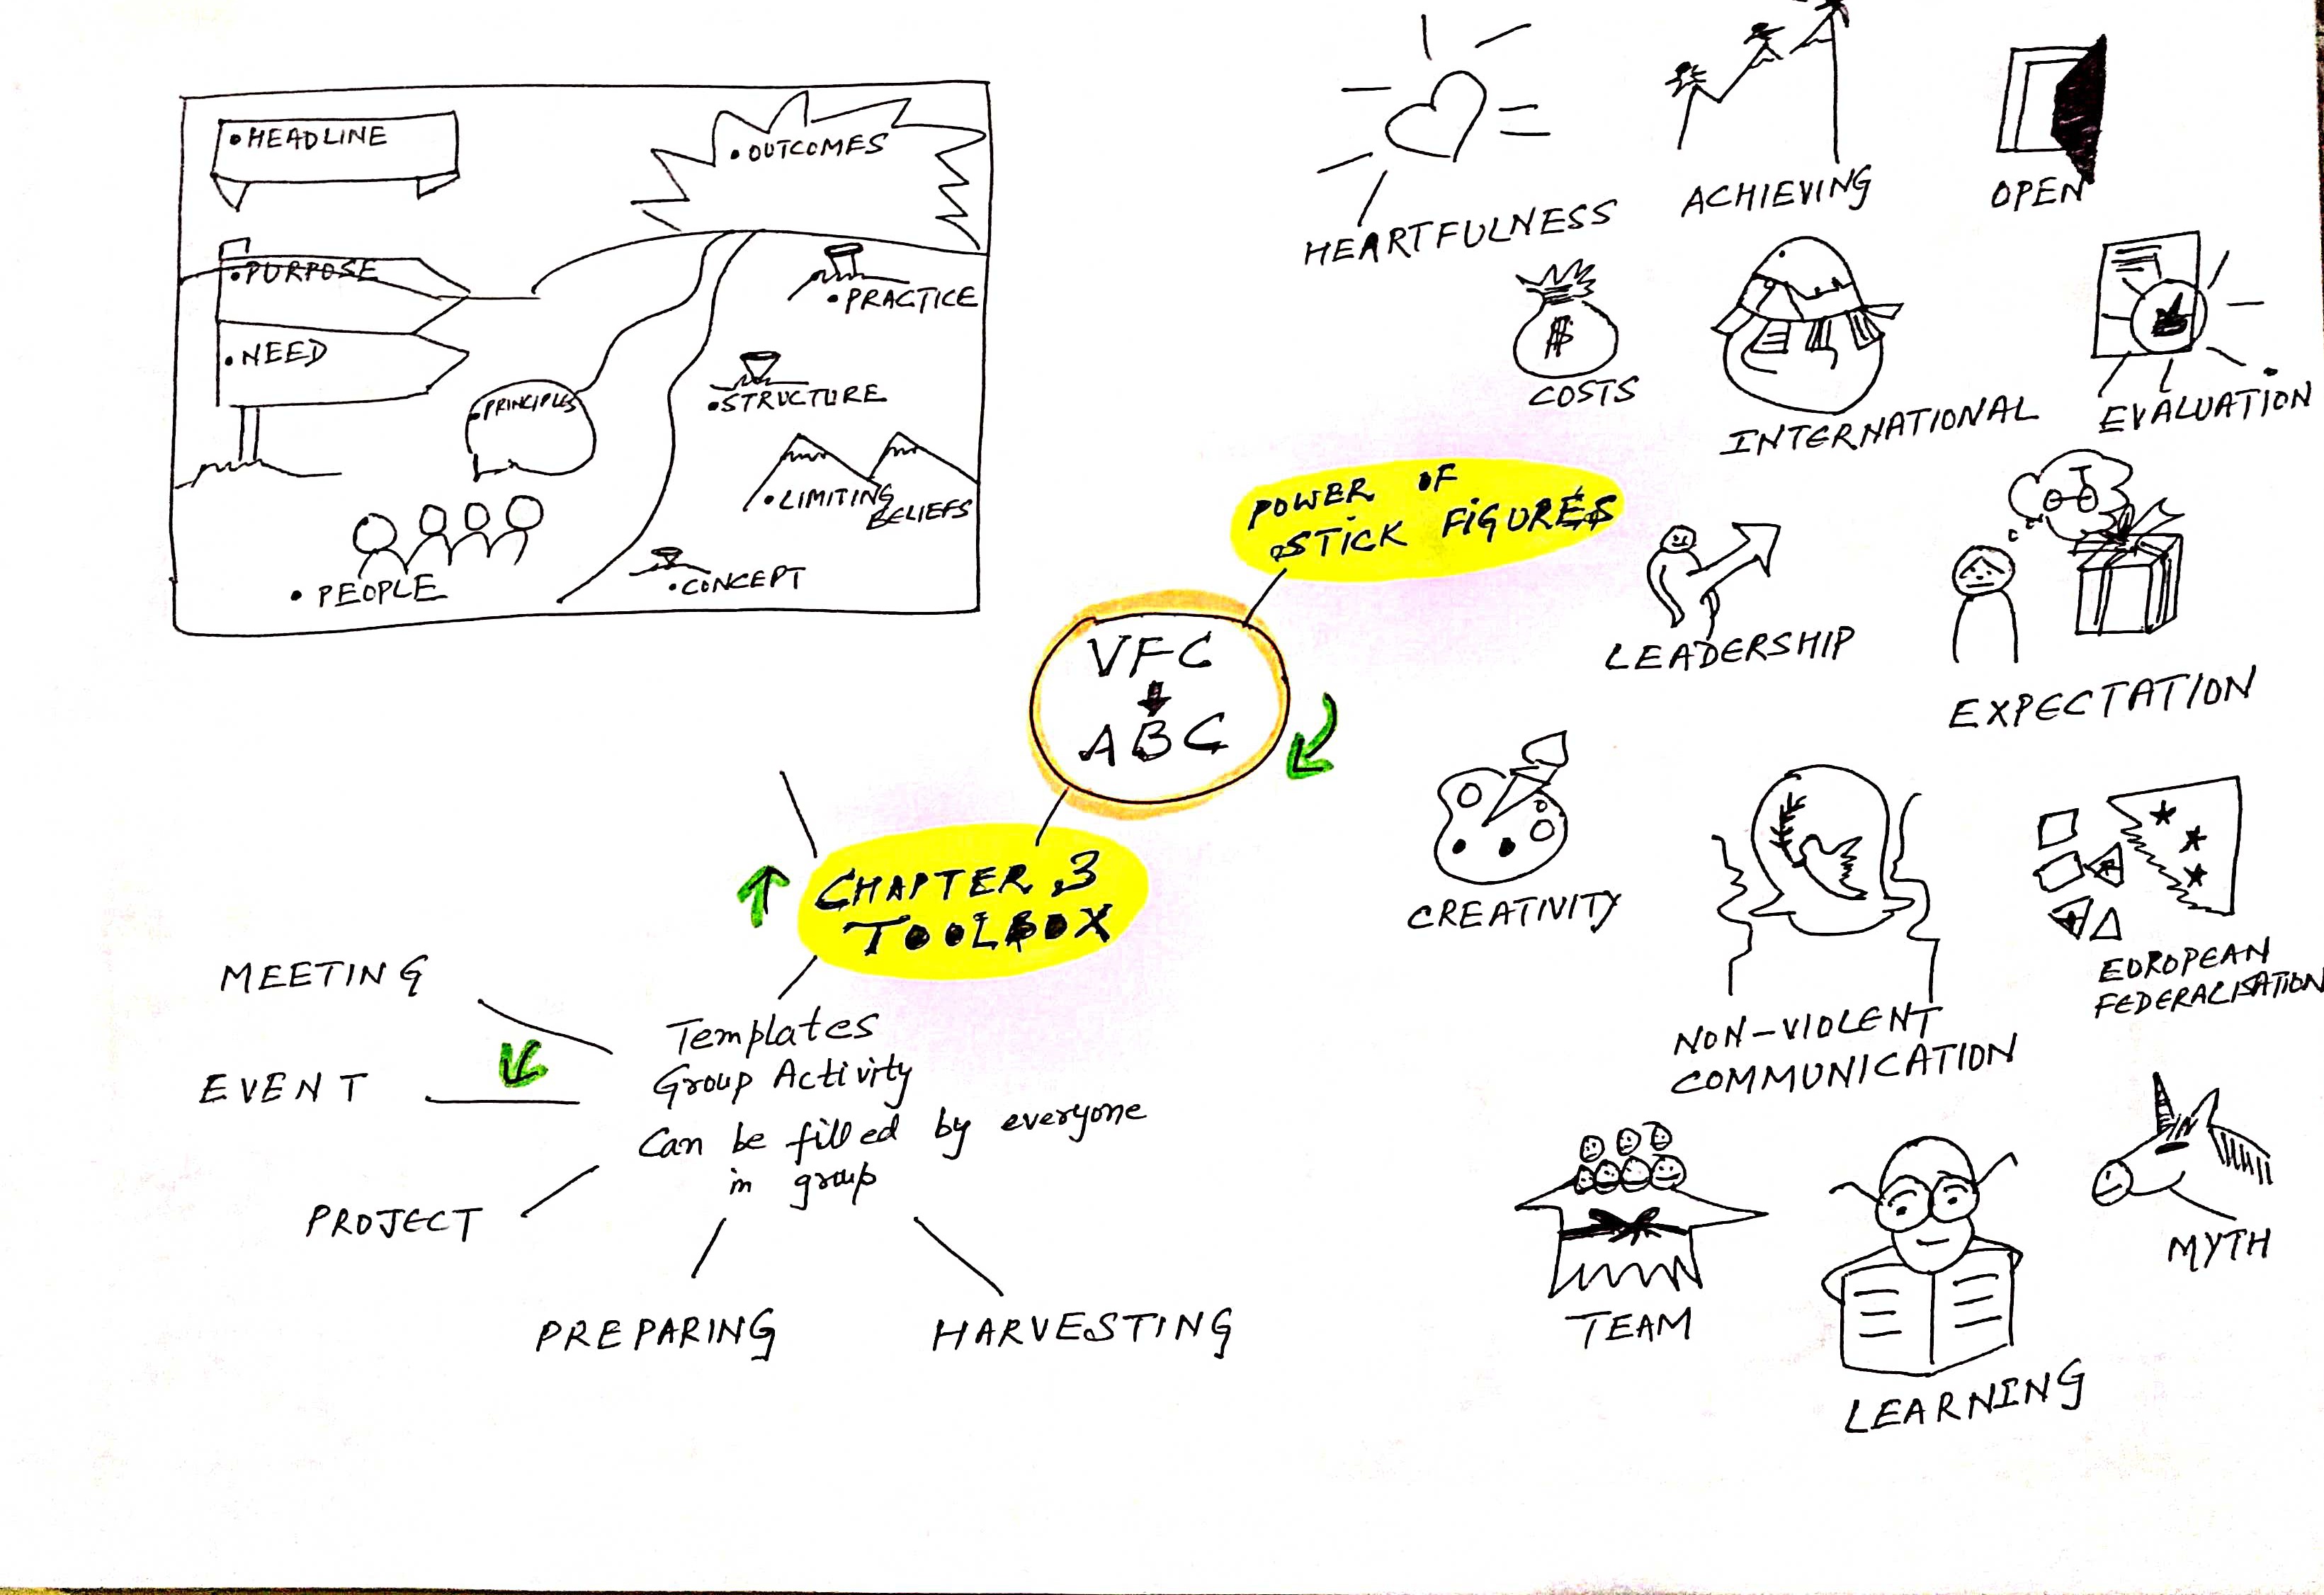 • HEADLINE
• OUTCOMES
• PURPOSE
• NEED
• PRINCIPLES
• PRACTICE
• STRUCTURE
• LIMITING
BELIEFS
• CONCEPT
• PEOPLE
HEARTFULNESS
ACHIEVING
OPEN
$
COSTS
INTERNATIONAL
EVALUATION
POWER OF
STICK FIGURES
LEADERSHIP
EXPECTATION
VFC
ABC
CREATIVITY
NON-VIOLENT
COMMUNICATION
EUROPEAN
FEDERALISATION
CHAPTER 3
TOOLBOX
Templates
Group Activity
Can be filled by everyone
in group
MEETING
EVENT
PROJECT
PREPARING
HARVESTING
TEAM
LEARNING
MYTH